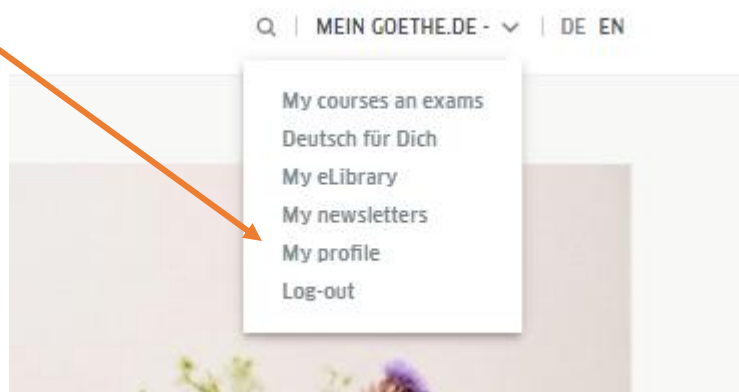 MEIN GOETHE.DE - | DE EN
My courses an exams
Deutsch für Dich
My eLibrary
My newsletters
My profile
Log-out